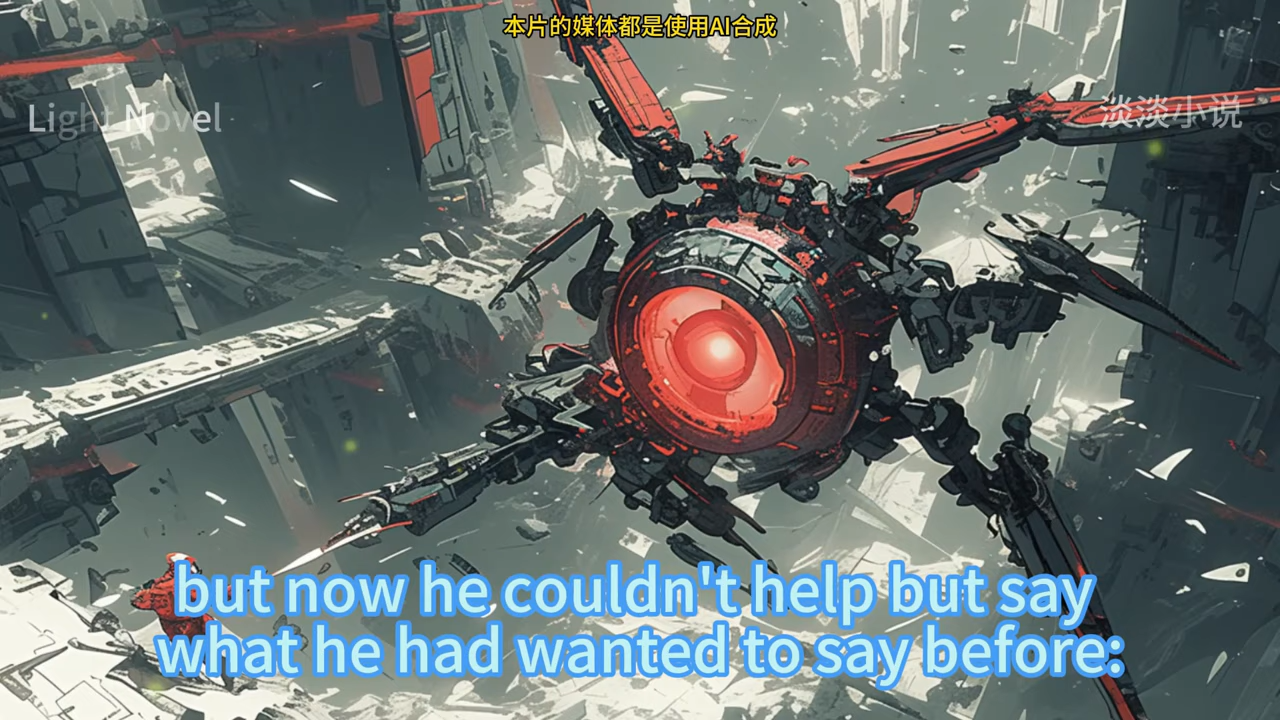 本片的媒体都是使用AI合成
Light Novel
淡淡小说
but now he couldn't help but say
what he had wanted to say before: